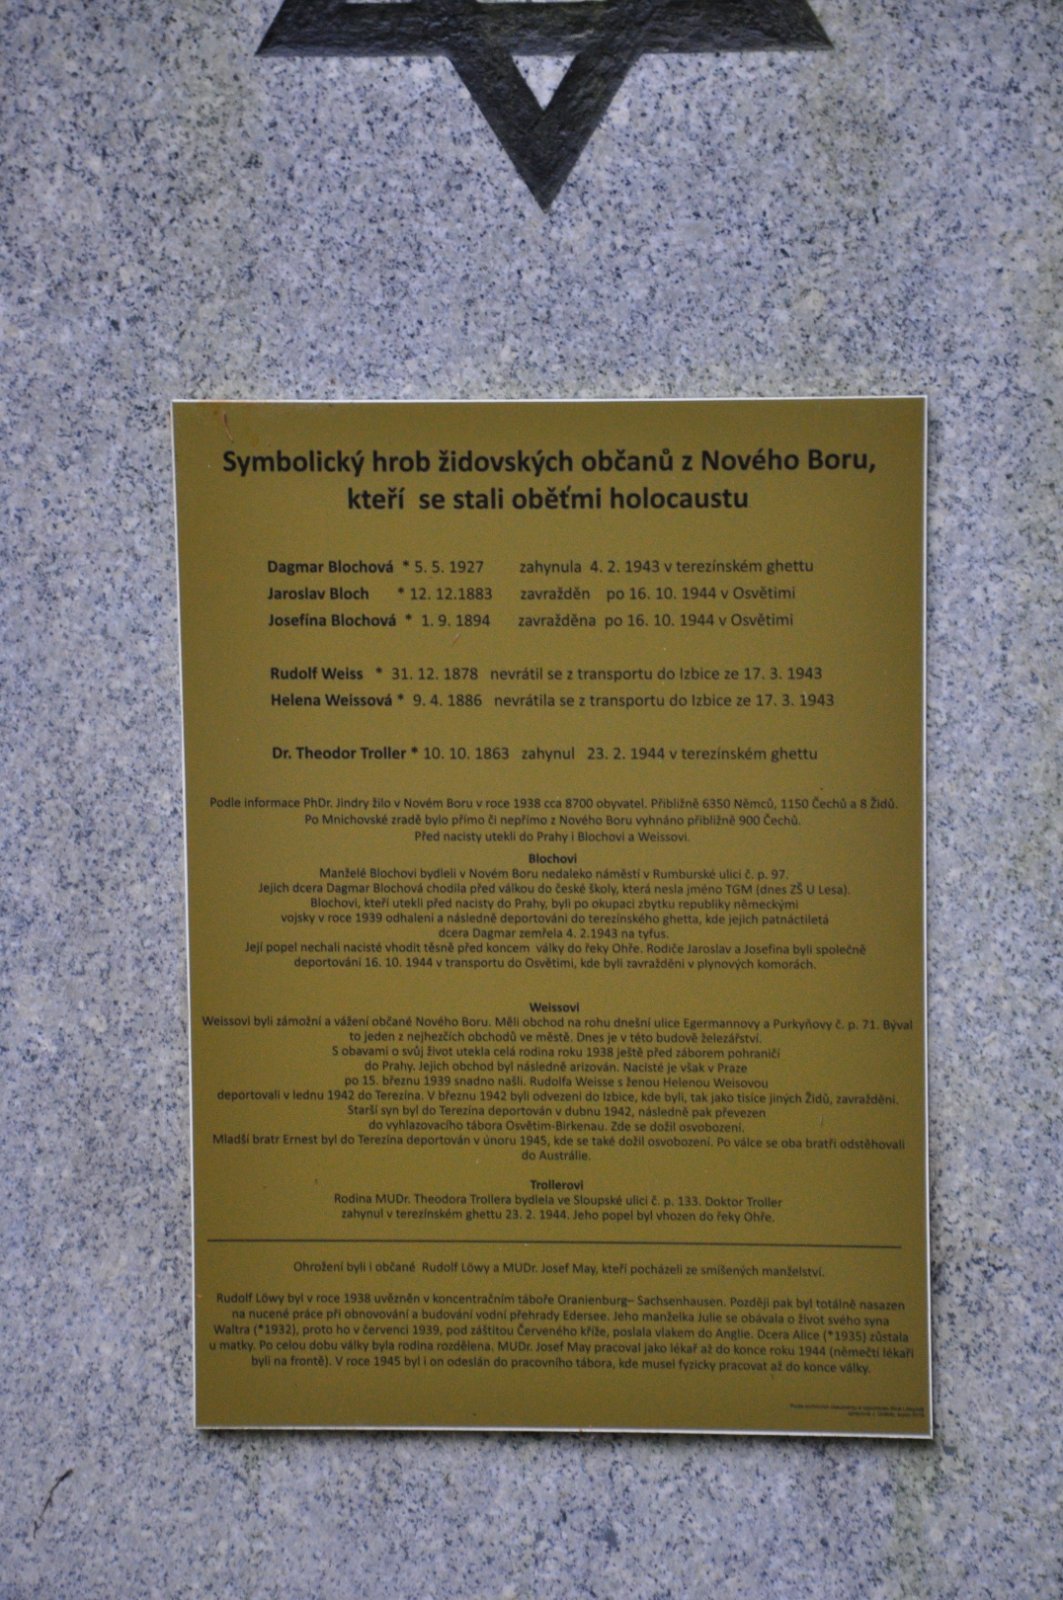 Symbolický hrob židovských občanů z Nového Boru,
kteří se stali oběťmi holocaustu
Dagmar Blochová * 5. 5. 1927 zahynula 4. 2. 1943 v terezínském ghettu
Jaroslav Bloch * 12. 12.1883 zavražděn po 16. 10. 1944 v Osvětimi
Josefína Blochová * 1. 9. 1894 zavražděna po 16. 10. 1944 v Osvětimi
Rudolf Weiss * 31. 12. 1878 nevrátil se z transportu do Izbice ze 17. 3. 1943
Helena Weissová * 9. 4. 1886 nevrátila se z transportu do Izbice ze 17. 3. 1943
Dr. Theodor Troller * 10. 10. 1863 zahynul 23. 2. 1944 v terezínském ghettu
Podle informace PhDr. Jindry žilo v Novém Boru v roce 1938 cca 8700 obyvatel. Přibližně 6350 Němců, 1150 Čechů a 8 Židů.
Po Mnichovské zradě bylo přímo či nepřímo z Nového Boru vyhnáno přibližně 900 Čechů.
Před nacisty utekli do Prahy i Blochovi a Weissovi.
Blochovi
Manželé Blochovi bydleli v Novém Boru nedaleko náměstí v Rumburské ulici č. p. 97.
Jejich dcera Dagmar Blochová chodila před válkou do české školy, která nesla jméno TGM (dnes ZŠ U Lesa).
Blochovi, kteří utekli před nacisty do Prahy, byli po okupaci zbytku republiky německými
vojsky v roce 1939 odhaleni a následně deportováni do terezínského ghetta, kde jejich patnáctiletá
dcera Dagmar zemřela 4. 2.1943 na tyfus.
Její popel nechali nacisté vhodit těsně před koncem války do řeky Ohře. Rodiče Jaroslav a Josefina byli společně
deportováni 16. 10. 1944 v transportu do Osvětimi, kde byli zavražděni v plynových komorách.
Weissovi
Weissovi byli zámožní a vážení občané Nového Boru. Měli obchod na rohu dnešní ulice Egermannovy a Purkyňovy č. p. 71. Býval
to jeden z nejhezčích obchodů ve městě. Dnes je v této budově železářství.
S obavami o svůj život utekla celá rodina roku 1938 ještě před záborem pohraničí
do Prahy. Jejich obchod byl následně arizován. Nacisté je však v Praze
po 15. březnu 1939 snadno našli. Rudolfa Weisse s ženou Helenou Weisovou
deportovali v lednu 1942 do Terezína. V březnu 1942 byli odvezeni do Izbice, kde byli, tak jako tisíce jiných Židů, zavražděni.
Starší syn byl do Terezína deportován v dubnu 1942, následně pak převezen
do vyhlazovacího tábora Osvětim-Birkenau. Zde se dožil osvobození.
Mladší bratr Ernest byl do Terezína deportován v únoru 1945, kde se také dožil osvobození. Po válce se oba bratři odstěhovali
do Austrálie.
Trollerovi
Rodina MUDr. Theodora Trollera bydlela ve Sloupské ulici č. p. 133. Doktor Troller
zahynul v terezínském ghettu 23. 2. 1944. Jeho popel byl vhozen do řeky Ohře.
Ohrožení byli i občané Rudolf Löwy a MUDr. Josef May, kteří pocházeli ze smíšených manželství.
Rudolf Löwy byl v roce 1938 uvězněn v koncentračním táboře Oranienburg– Sachsenhausen. Později pak byl totálně nasazen
na nucené práce při obnovování a budování vodní přehrady Edersee. Jeho manželka Julie se obávala o život svého syna
Waltra (*1932), proto ho v červenci 1939, pod záštitou Červeného kříže, poslala vlakem do Anglie. Dcera Alice (*1935) zůstala
u matky. Po celou dobu války byla rodina rozdělena. MUDr. Josef May pracoval jako lékař až do konce roku 1944 (němečtí lékaři
byli na frontě). V roce 1945 byl i on odeslán do pracovního tábora, kde musel fyzicky pracovat až do konce války.